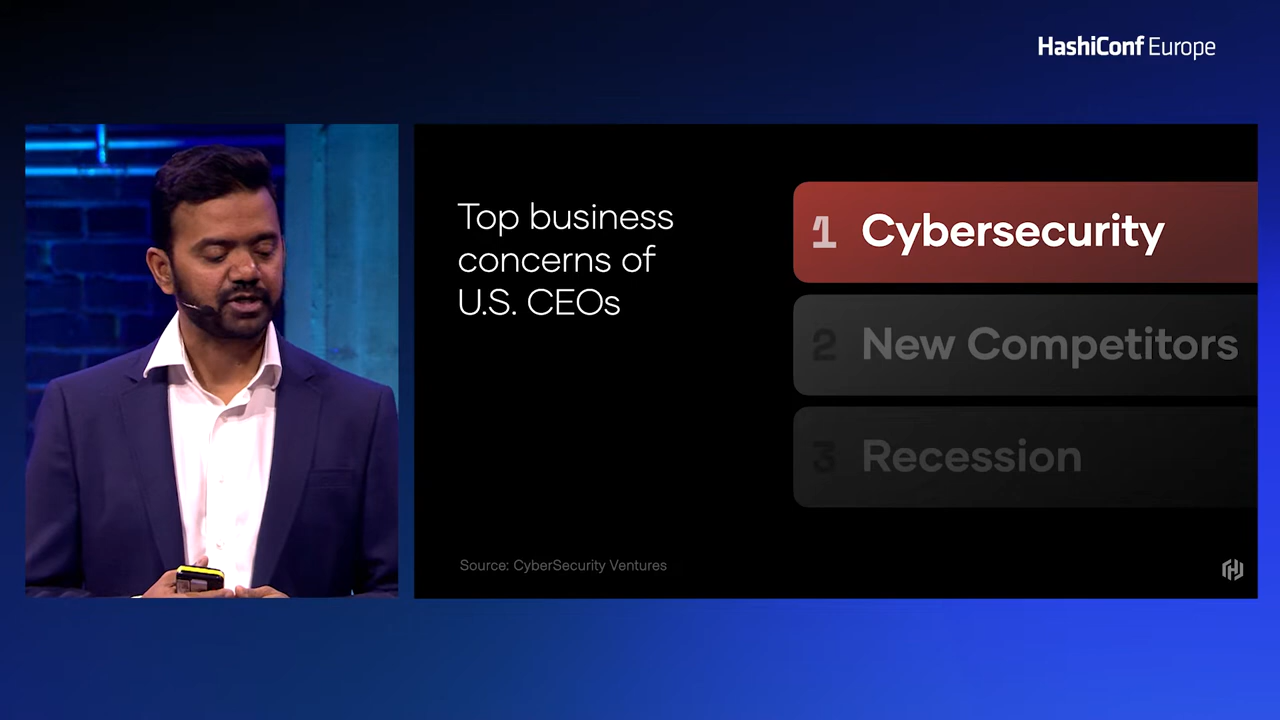 HashiConf Europe
Top business
concerns of
U.S. CEOs
1 Cybersecurity
2 New Competitors
3 Recession
Source: CyberSecurity Ventures